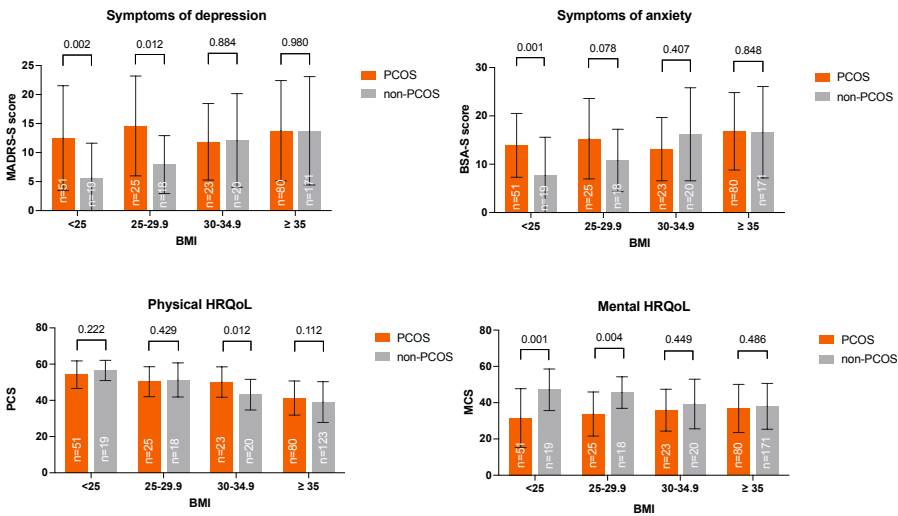 Symptoms of depression
0.002 0.012 0.884 0.980
PCOS
non-PCOS
MADRS-S score
25
20
15
10
5
0
n=51 n=19 n=25 n=18 n=23 n=20 n=80 n=171
<25 25-29.9 30-34.9 ≥ 35
BMI
Symptoms of anxiety
0.001 0.078 0.407 0.848
PCOS
non-PCOS
BSA-S score
30
20
10
0
n=51 n=19 n=25 n=18 n=23 n=20 n=80 n=171
<25 25-29.9 30-34.9 ≥ 35
BMI
Physical HRQoL
0.222 0.429 0.012 0.112
PCOS
non-PCOS
PCS
60
40
20
0
n=51 n=19 n=25 n=18 n=23 n=20 n=80 n=123
<25 25-29.9 30-34.9 ≥ 35
BMI
Mental HRQoL
0.001 0.004 0.449 0.486
PCOS
non-PCOS
MCS
80
60
40
20
0
n=51 n=19 n=25 n=18 n=23 n=20 n=80 n=171
<25 25-29.9 30-34.9 ≥ 35
BMI